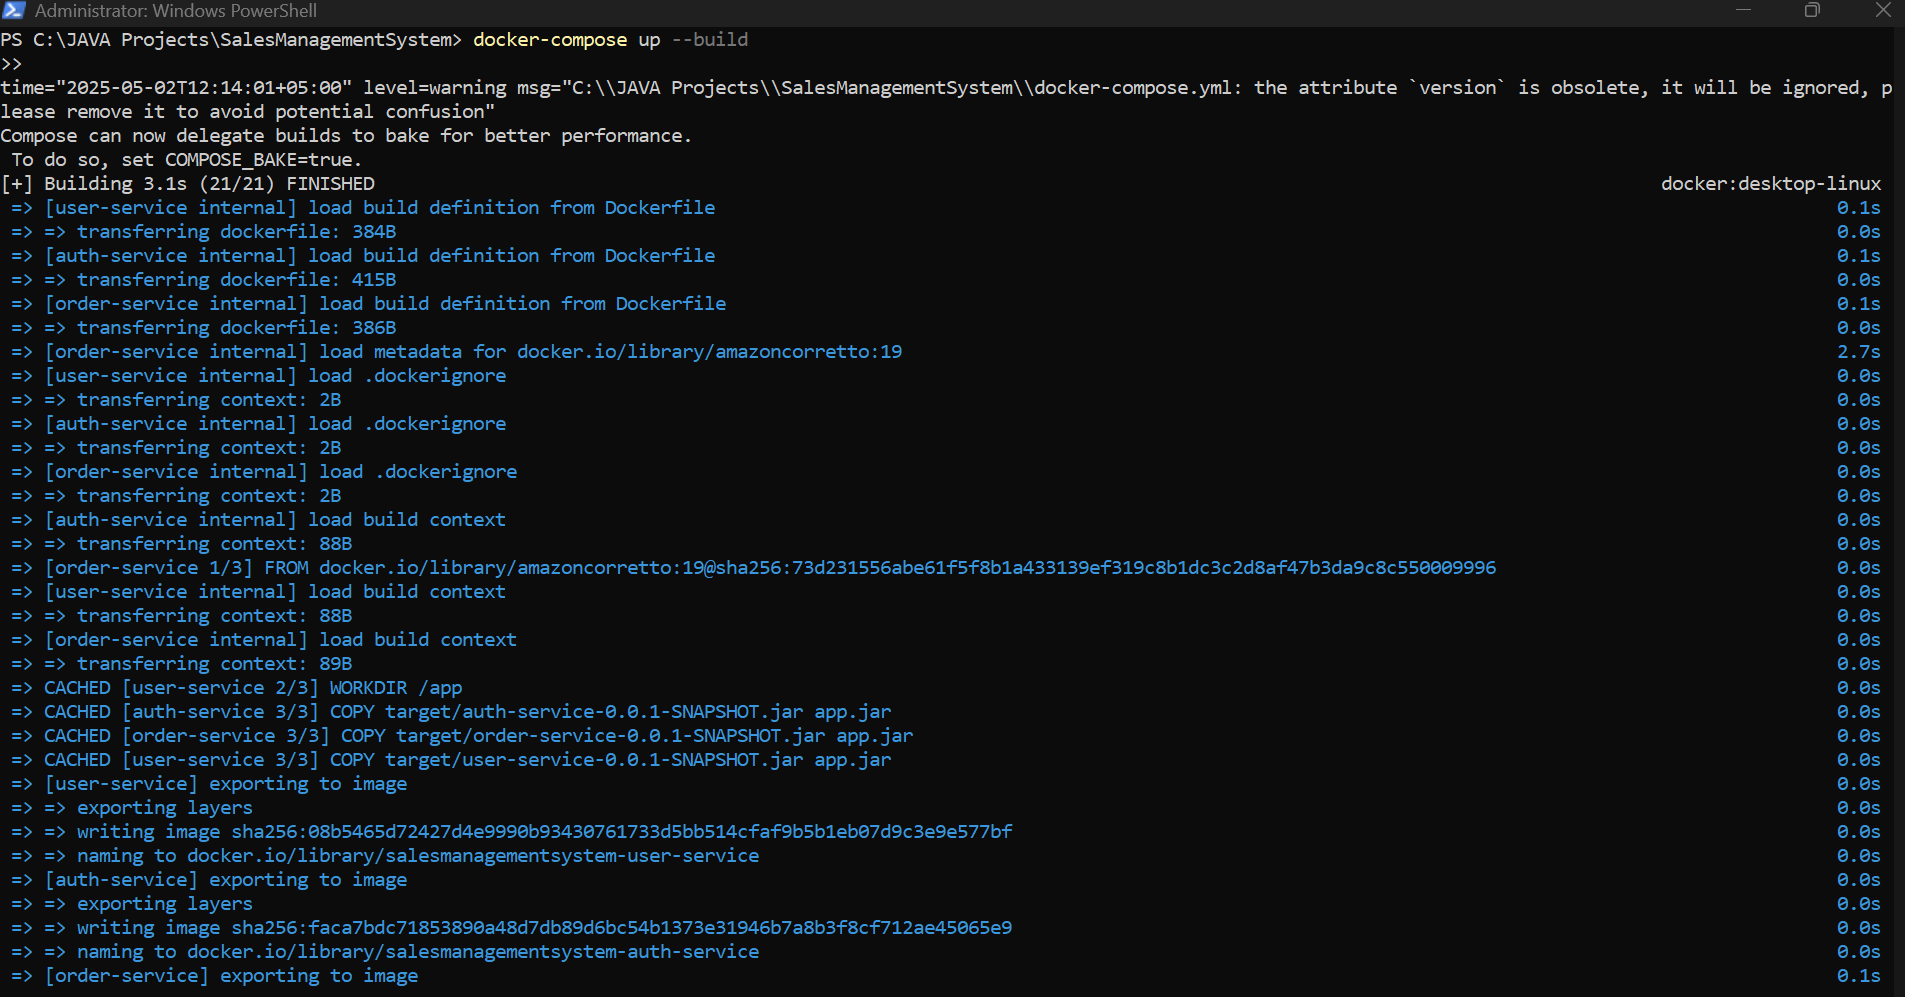 Administrator: Windows PowerShell
PS C:\JAVA Projects\SalesManagementSystem> docker-compose up --build
>>
time="2025-05-02T12:14:01+05:00" level=warning msg="C:\\JAVA Projects\\SalesManagementSystem\\docker-compose.yml: the attribute `version` is obsolete, it will be ignored, p
lease remove it to avoid potential confusion"
Compose can now delegate builds to bake for better performance.
 To do so, set COMPOSE_BAKE=true.
[+] Building 3.1s (21/21) FINISHED docker:desktop-linux
 => [user-service internal] load build definition from Dockerfile 0.1s
 => => transferring dockerfile: 384B 0.0s
 => [auth-service internal] load build definition from Dockerfile 0.1s
 => => transferring dockerfile: 415B 0.0s
 => [order-service internal] load build definition from Dockerfile 0.1s
 => => transferring dockerfile: 386B 0.0s
 => [order-service internal] load metadata for docker.io/library/amazoncorretto:19 2.7s
 => [user-service internal] load .dockerignore 0.0s
 => => transferring context: 2B 0.0s
 => [auth-service internal] load .dockerignore 0.0s
 => => transferring context: 2B 0.0s
 => [order-service internal] load .dockerignore 0.0s
 => => transferring context: 2B 0.0s
 => [auth-service internal] load build context 0.0s
 => => transferring context: 88B 0.0s
 => [order-service 1/3] FROM docker.io/library/amazoncorretto:19@sha256:73d231556abe61f5f8b1a433139ef319c8b1dc3c2d8af47b3da9c8c550009996 0.0s
 => [user-service internal] load build context 0.0s
 => => transferring context: 88B 0.0s
 => [order-service internal] load build context 0.0s
 => => transferring context: 89B 0.0s
 => CACHED [user-service 2/3] WORKDIR /app 0.0s
 => CACHED [auth-service 3/3] COPY target/auth-service-0.0.1-SNAPSHOT.jar app.jar 0.0s
 => CACHED [order-service 3/3] COPY target/order-service-0.0.1-SNAPSHOT.jar app.jar 0.0s
 => CACHED [user-service 3/3] COPY target/user-service-0.0.1-SNAPSHOT.jar app.jar 0.0s
 => [user-service] exporting to image 0.0s
 => => exporting layers 0.0s
 => => writing image sha256:08b5465d72427d4e9990b93430761733d5bb514cfaf9b5b1eb07d9c3e9e577bf 0.0s
 => => naming to docker.io/library/salesmanagementsystem-user-service 0.0s
 => [auth-service] exporting to image 0.0s
 => => exporting layers 0.0s
 => => writing image sha256:faca7bdc71853890a48d7db89d6bc54b1373e31946b7a8b3f8cf712ae45065e9 0.0s
 => => naming to docker.io/library/salesmanagementsystem-auth-service 0.0s
 => [order-service] exporting to image 0.1s